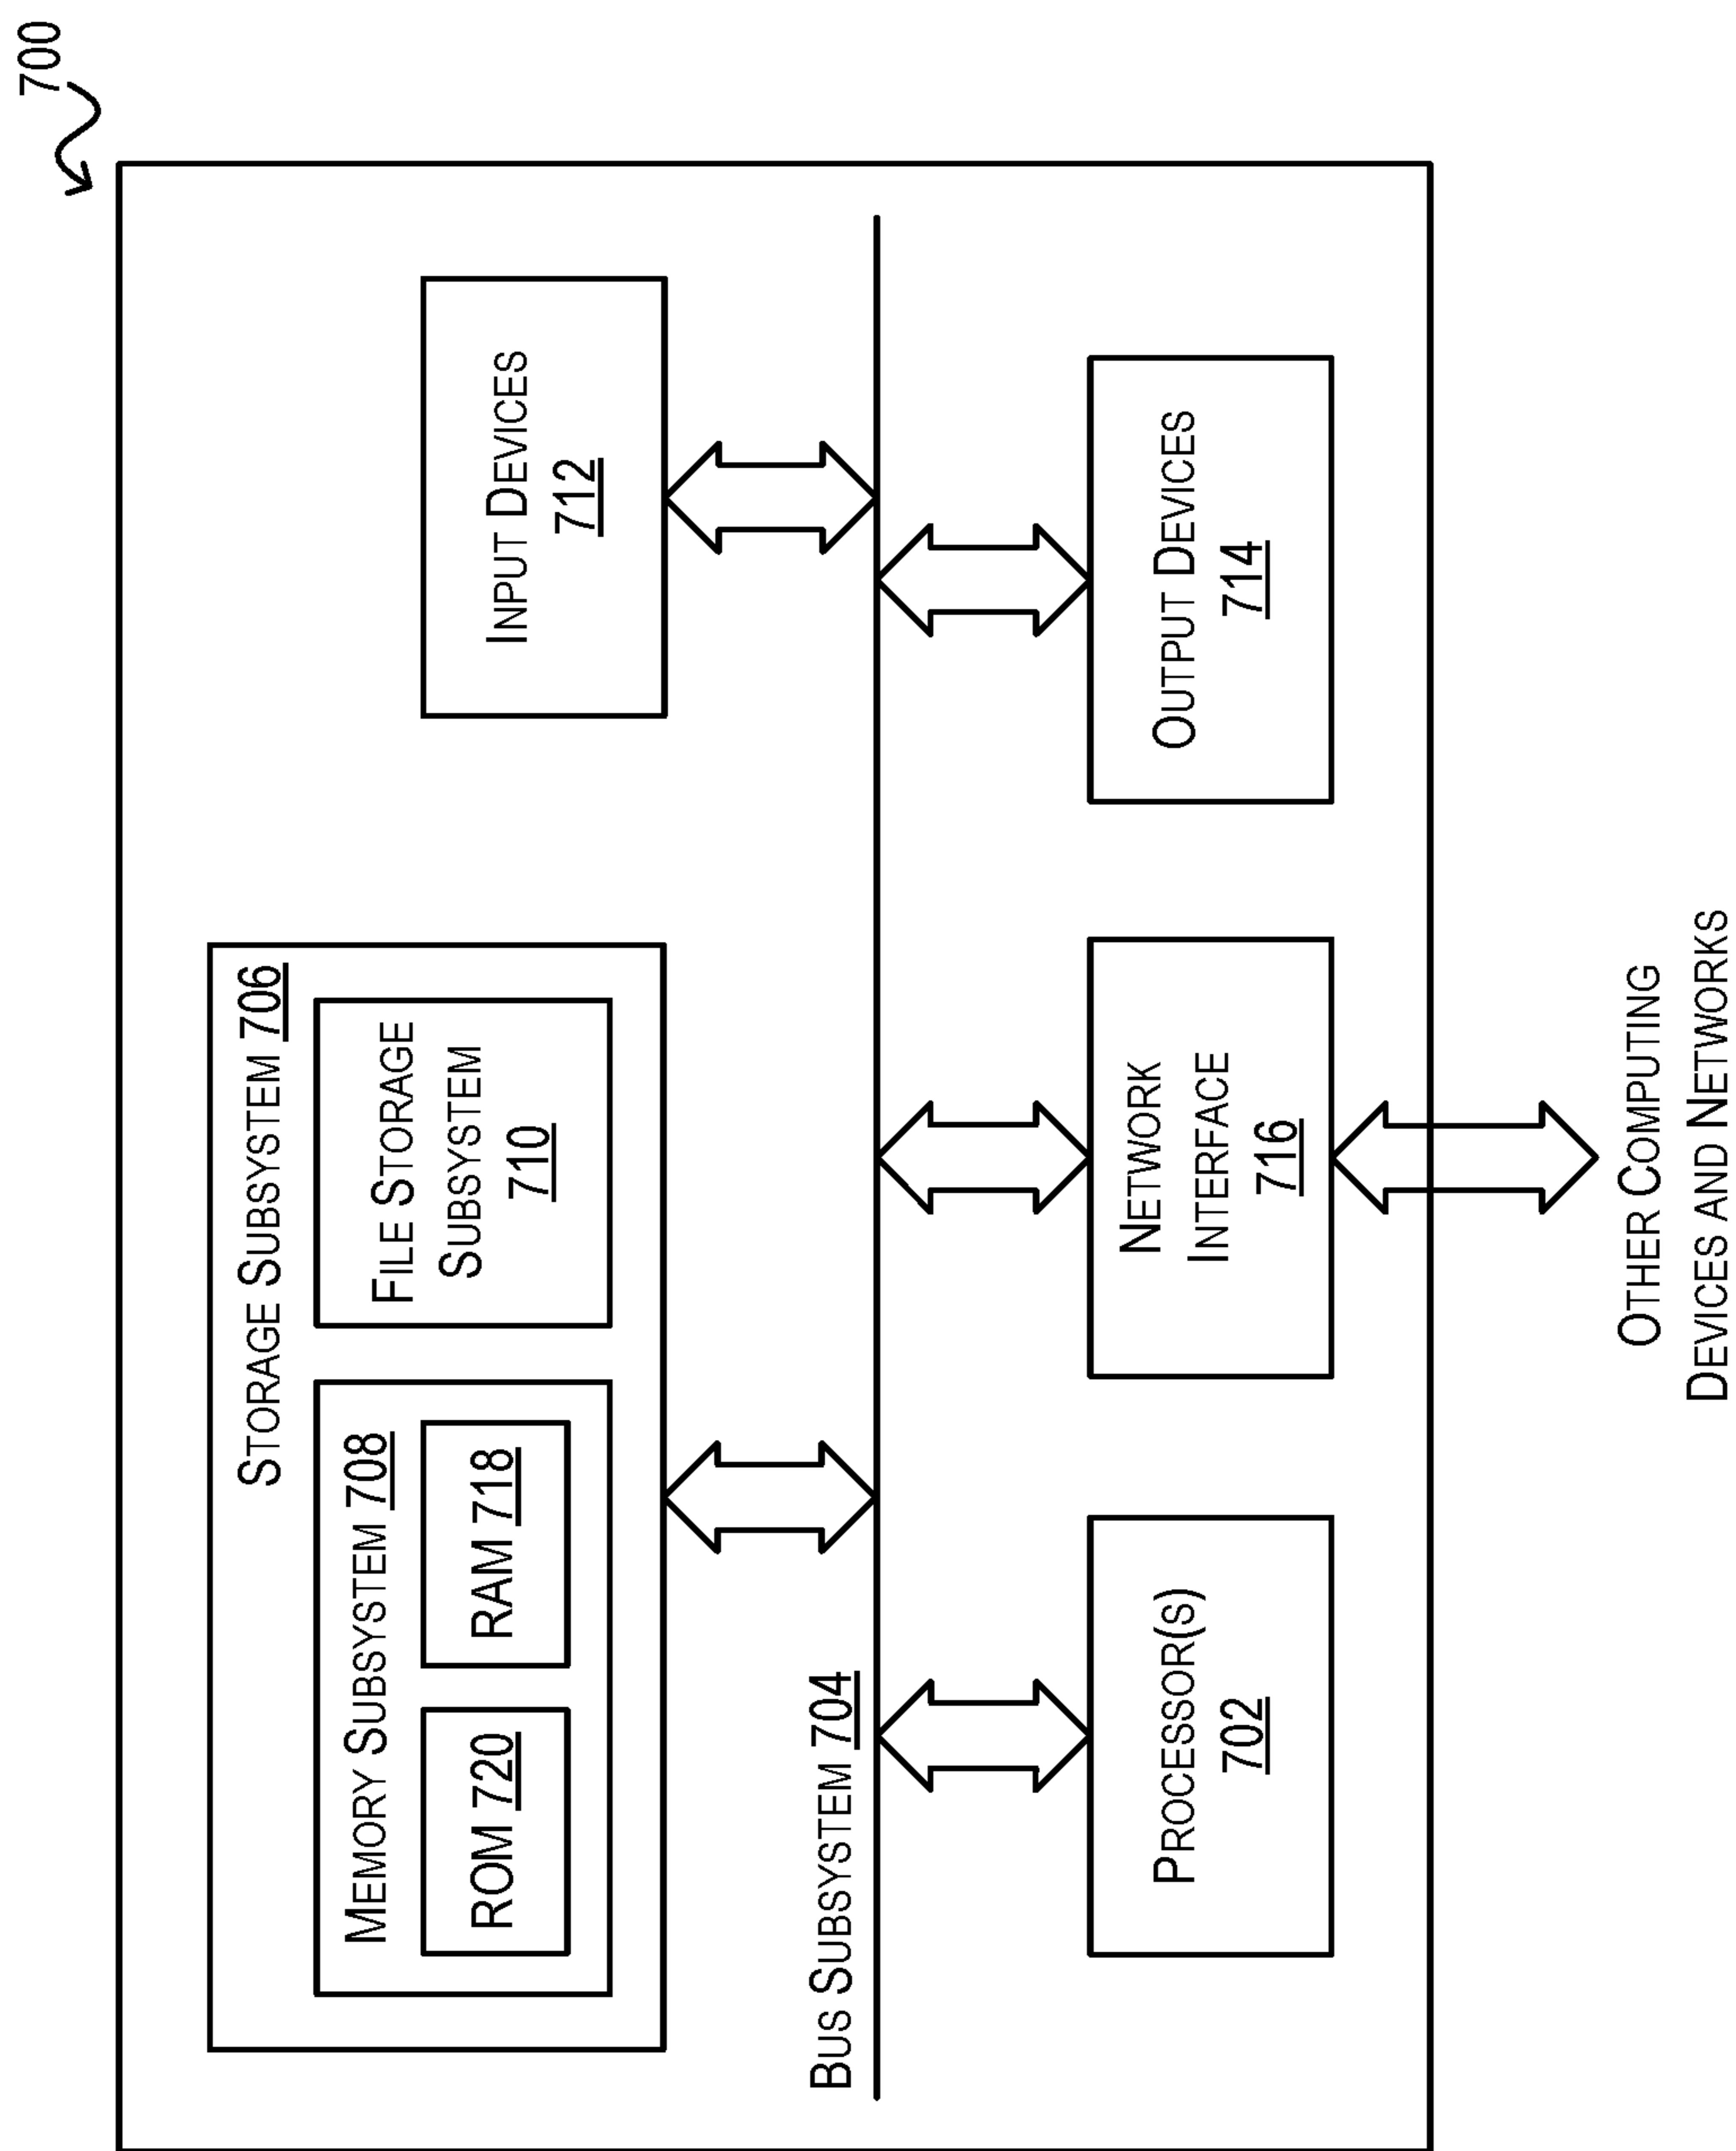 700
STORAGE SUBSYSTEM 706
MEMORY SUBSYSTEM 708
ROM 720
RAM 718
FILE STORAGE
SUBSYSTEM
710
INPUT DEVICES
712
BUS SUBSYSTEM 704
PROCESSOR(S)
702
NETWORK
INTERFACE
716
OUTPUT DEVICES
714
OTHER COMPUTING
DEVICES AND NETWORKS